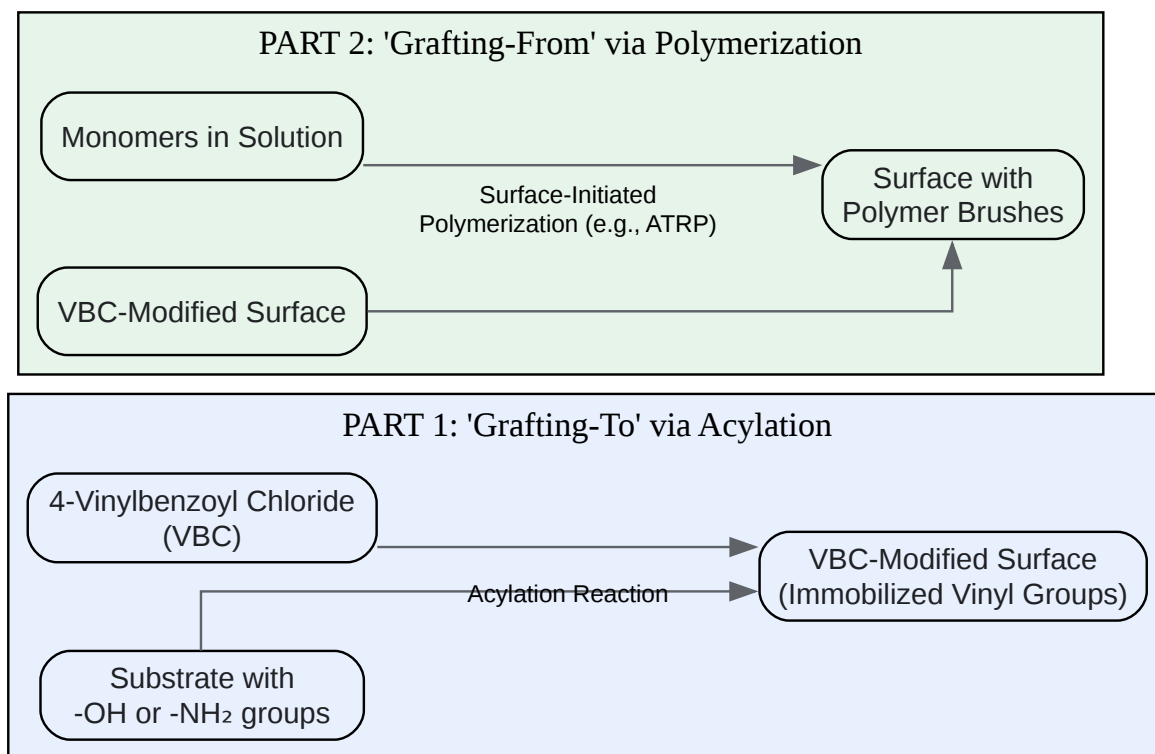 PART 2: 'Grafting-From' via Polymerization
Monomers in Solution
Surface-Initiated
Polymerization (e.g., ATRP)
Surface with
Polymer Brushes
VBC-Modified Surface
PART 1: 'Grafting-To' via Acylation
4-Vinylbenzoyl Chloride
(VBC)
VBC-Modified Surface
(Immobilized Vinyl Groups)
Acylation Reaction
Substrate with
-OH or -NH₂ groups